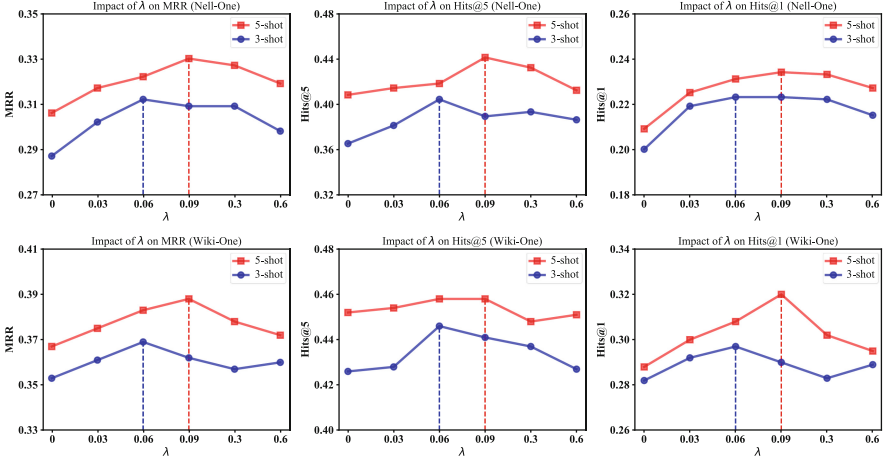 Impact of λ on MRR (Nell-One)
0.35
0.33
0.31
0.29
0.27
MRR
5-shot
3-shot
0 0.03 0.06 0.09 0.3 0.6
λ
Impact of λ on Hits@5 (Nell-One)
0.48
0.44
0.40
0.36
0.32
Hits@5
5-shot
3-shot
0 0.03 0.06 0.09 0.3 0.6
λ
Impact of λ on Hits@1 (Nell-One)
0.26
0.24
0.22
0.20
0.18
Hits@1
5-shot
3-shot
0 0.03 0.06 0.09 0.3 0.6
λ
Impact of λ on MRR (Wiki-One)
0.41
0.39
0.37
0.35
0.33
MRR
5-shot
3-shot
0 0.03 0.06 0.09 0.3 0.6
λ
Impact of λ on Hits@5 (Wiki-One)
0.48
0.46
0.44
0.42
0.40
Hits@5
5-shot
3-shot
0 0.03 0.06 0.09 0.3 0.6
λ
Impact of λ on Hits@1 (Wiki-One)
0.34
0.32
0.30
0.28
0.26
Hits@1
5-shot
3-shot
0 0.03 0.06 0.09 0.3 0.6
λ